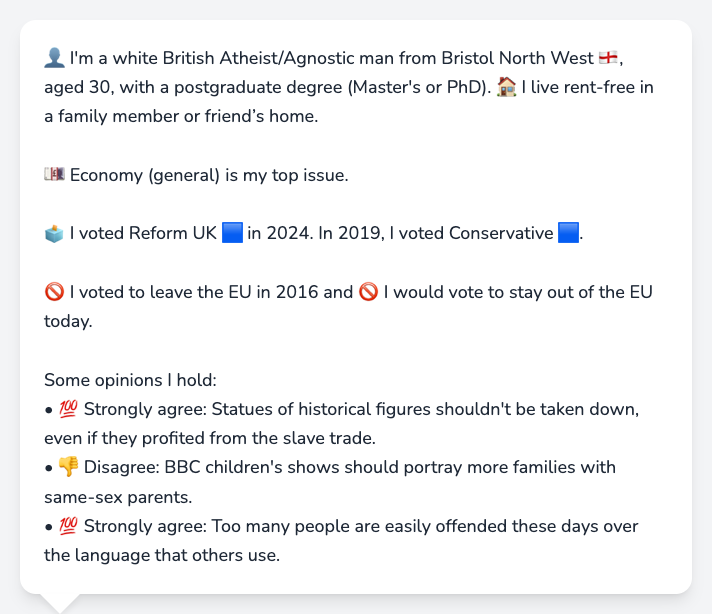 👤 I'm a white British Atheist/Agnostic man from Bristol North West 🏴󠁧󠁢󠁥󠁮󠁧󠁿,
aged 30, with a postgraduate degree (Master's or PhD). 🏠 I live rent-free in
a family member or friend’s home.
💷 Economy (general) is my top issue.
🗳️ I voted Reform UK 🟦 in 2024. In 2019, I voted Conservative 🟦.
🚫 I voted to leave the EU in 2016 and 🚫 I would vote to stay out of the EU
today.
Some opinions I hold:
• 💯 Strongly agree: Statues of historical figures shouldn't be taken down,
even if they profited from the slave trade.
• 👎 Disagree: BBC children's shows should portray more families with
same-sex parents.
• 💯 Strongly agree: Too many people are easily offended these days over
the language that others use.